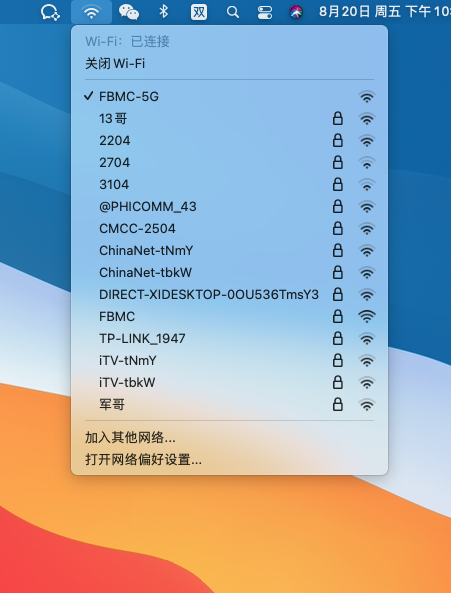 双
8月20日 周五 下午 10:
Wi-Fi：已连接
关闭 Wi-Fi
FBMC-5G
13哥
2204
2704
3104
@PHICOMM_43
CMCC-2504
ChinaNet-tNmY
ChinaNet-tbkW
DIRECT-XIDESKTOP-0OU536TmsY3
FBMC
TP-LINK_1947
iTV-tNmY
iTV-tbkW
军哥
加入其他网络...
打开网络偏好设置...